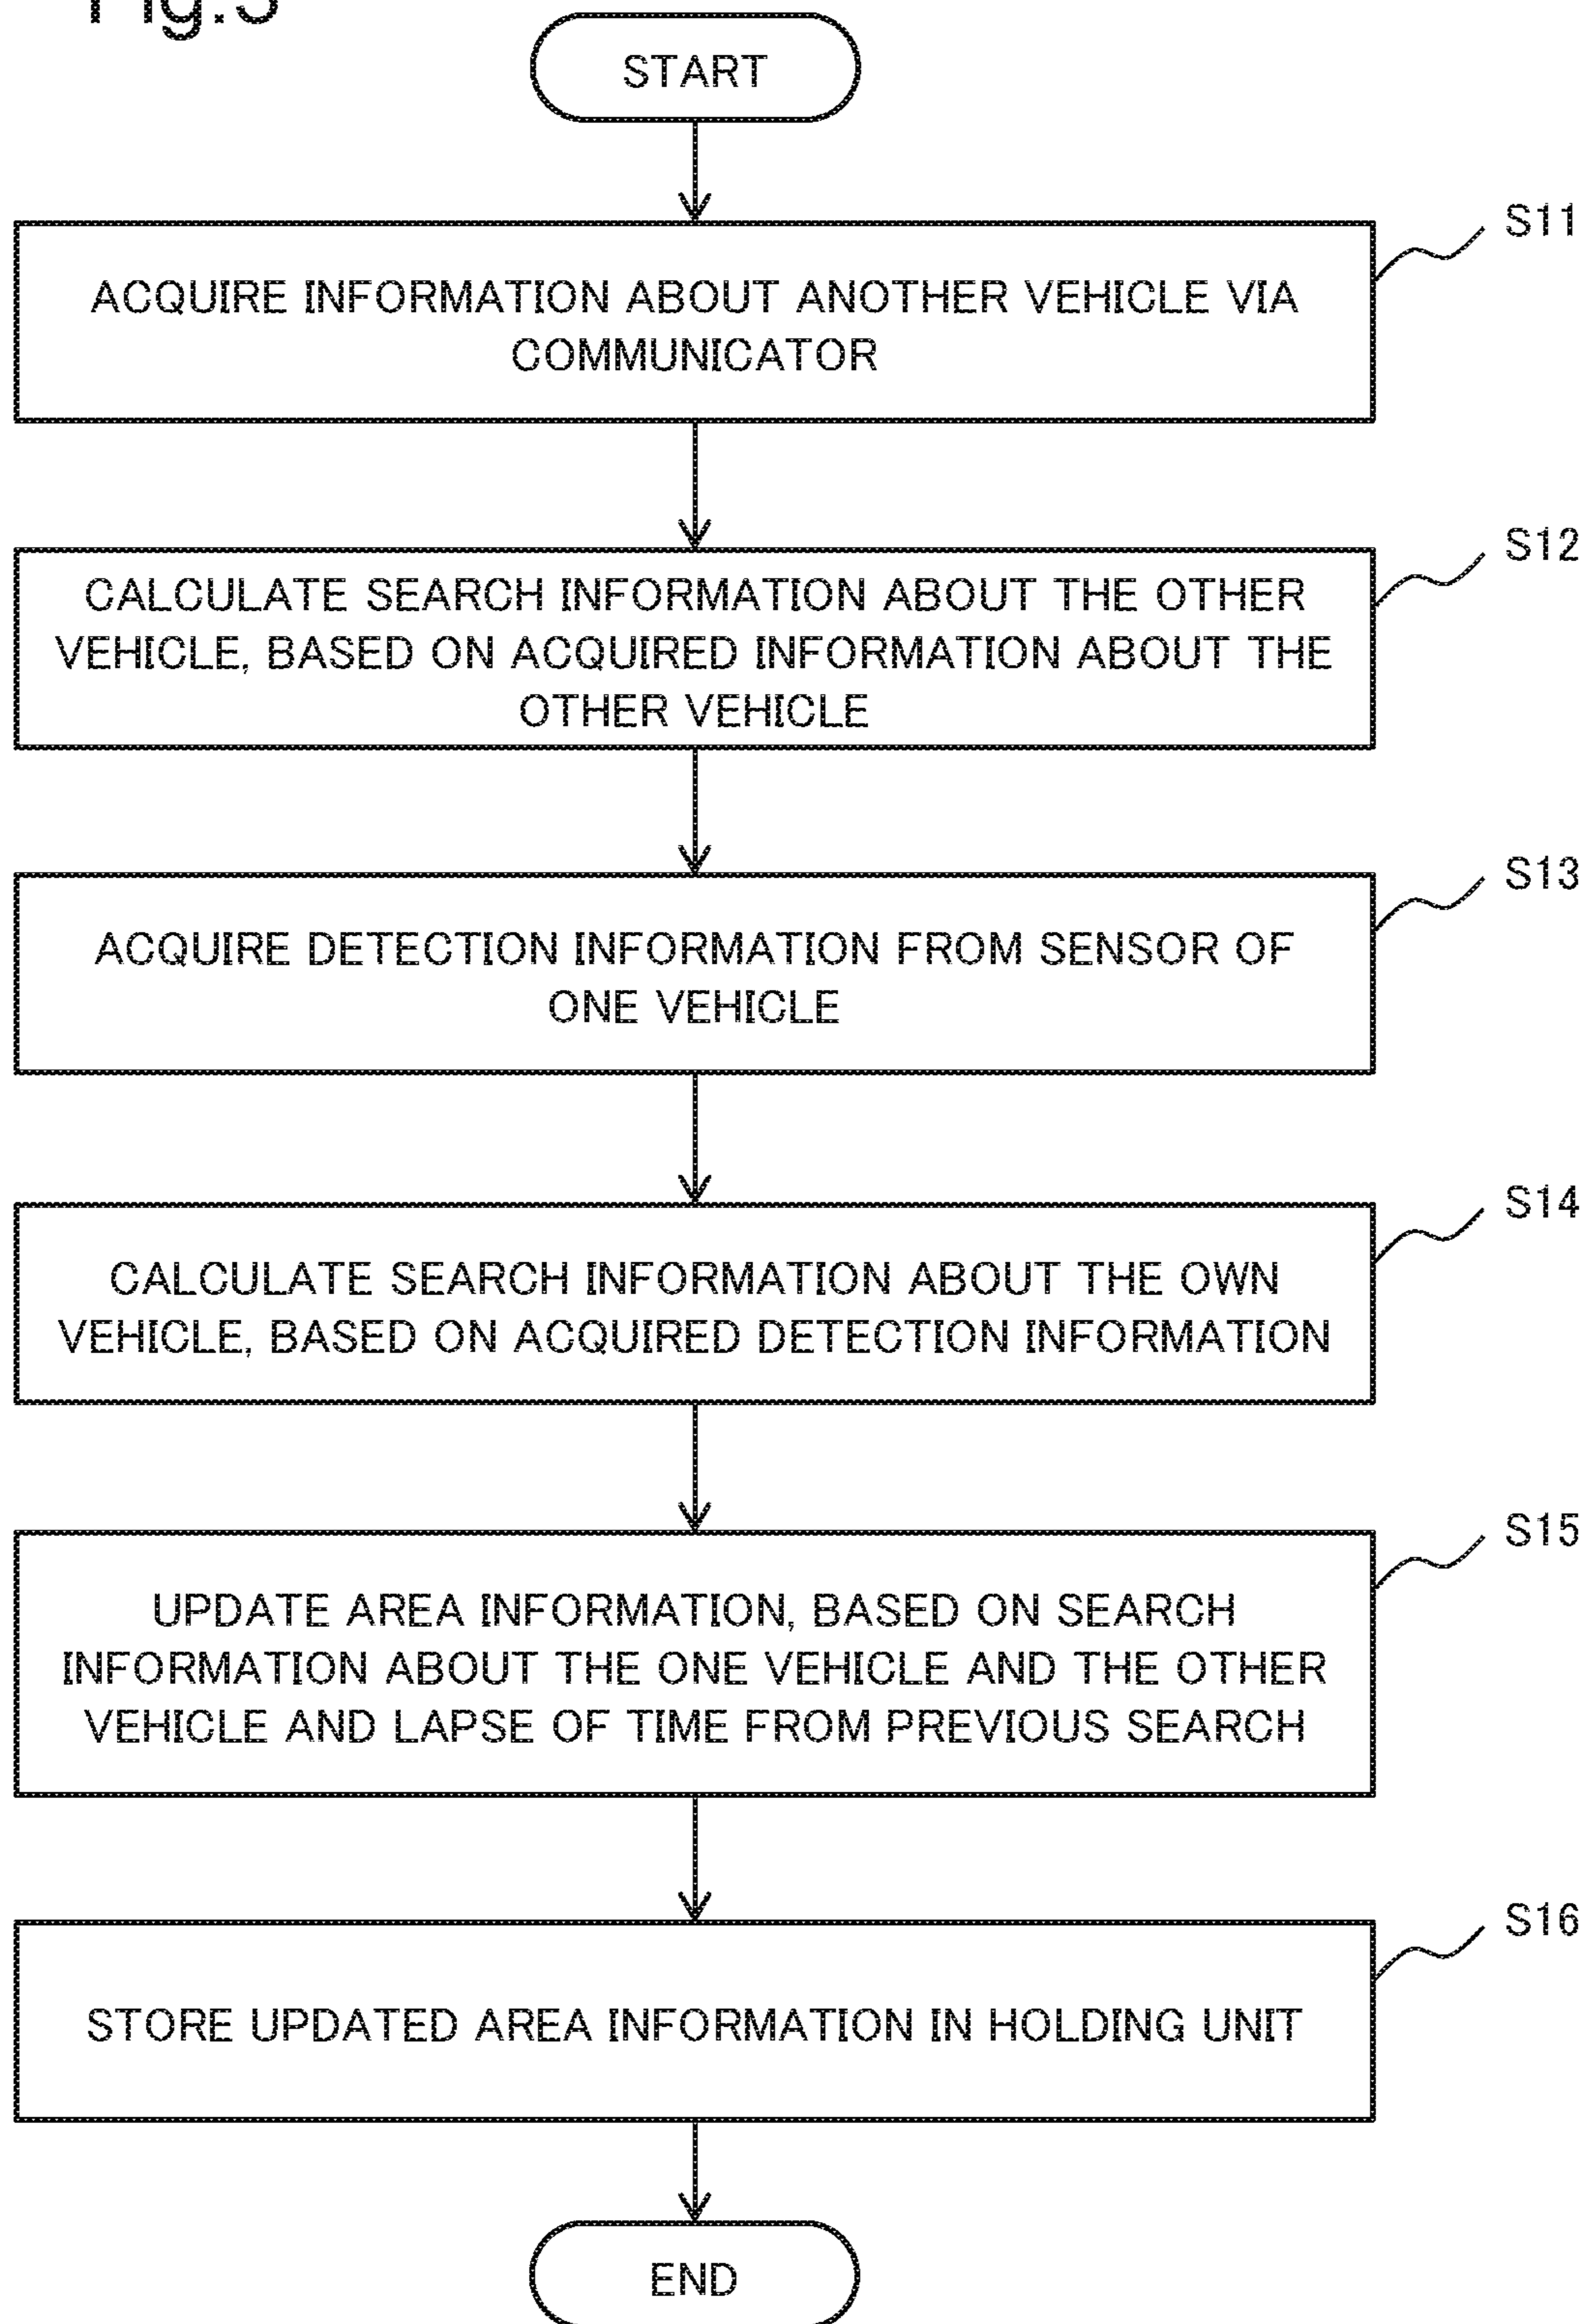 Fig.3
START
S11
ACQUIRE INFORMATION ABOUT ANOTHER VEHICLE VIA
COMMUNICATOR
S12
CALCULATE SEARCH INFORMATION ABOUT THE OTHER
VEHICLE, BASED ON ACQUIRED INFORMATION ABOUT THE
OTHER VEHICLE
S13
ACQUIRE DETECTION INFORMATION FROM SENSOR OF
ONE VEHICLE
S14
CALCULATE SEARCH INFORMATION ABOUT THE OWN
VEHICLE, BASED ON ACQUIRED DETECTION INFORMATION
S15
UPDATE AREA INFORMATION, BASED ON SEARCH
INFORMATION ABOUT THE ONE VEHICLE AND THE OTHER
VEHICLE AND LAPSE OF TIME FROM PREVIOUS SEARCH
S16
STORE UPDATED AREA INFORMATION IN HOLDING UNIT
END